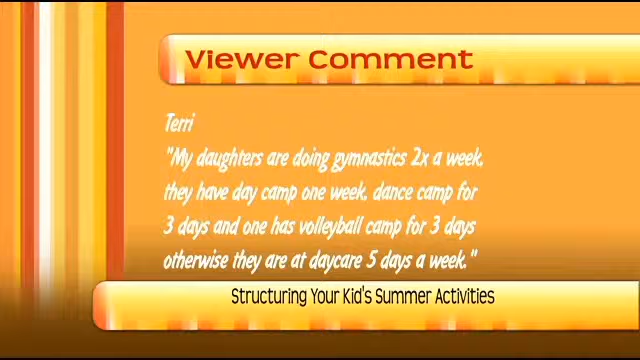 Viewer Comment
Terri
"My daughters are doing gymnastics 2x a week,
they have day camp one week, dance camp for
3 days and one has volleyball camp for 3 days
otherwise they are at daycare 5 days a week."
Structuring Your Kid's Summer Activities